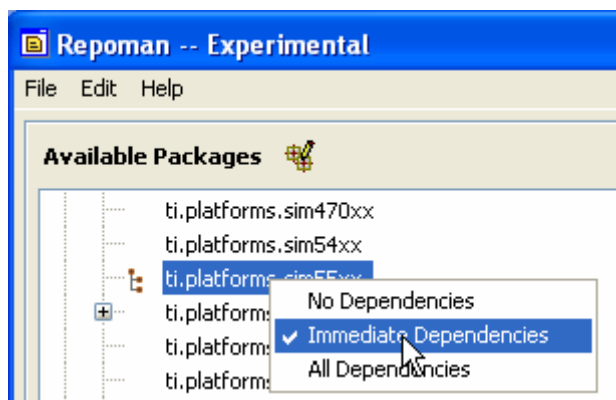 Repoman -- Experimental
File Edit Help
Available Packages
ti.platforms.sim470xx
ti.platforms.sim54xx
ti.platforms.sim55xx
No Dependencies
ti.platforms
Immediate Dependencies
ti.platform
All Dependencies
ti.platforms